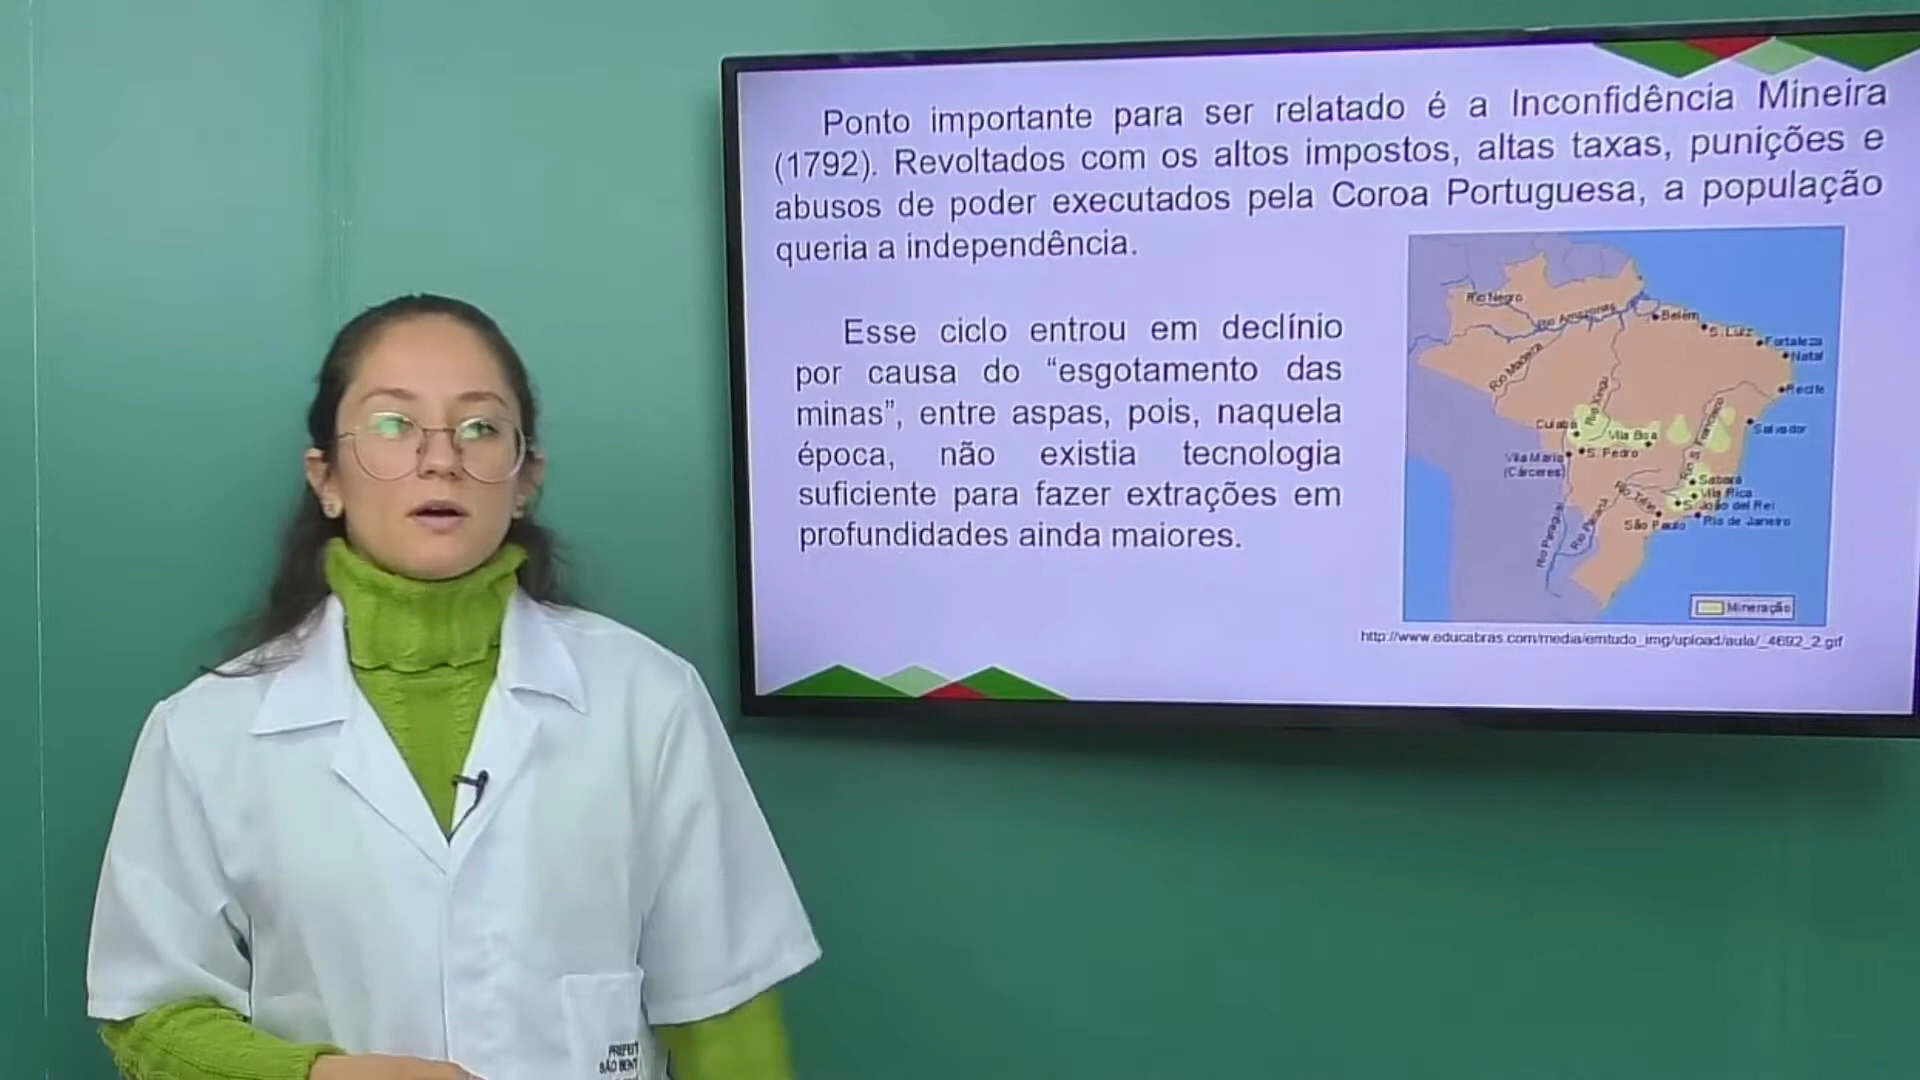 Ponto importante para ser relatado é a Inconfidência Mineira
(1792). Revoltados com os altos impostos, altas taxas, punições e
abusos de poder executados pela Coroa Portuguesa, a população
queria a independência.
Esse ciclo entrou em declínio
por causa do “esgotamento das
minas”, entre aspas, pois, naquela
época, não existia tecnologia
suficiente para fazer extrações em
profundidades ainda maiores.
Rio Negro
Rio Amazonas
Belém
S. Luiz
Fortaleza
Natal
Rio Madeira
Rio Xingu
Recife
Francisco
Cuiabá
Vila Boa
Salvador
Vila Maria
(Cárceres)
S. Pedro
Sabará
Vila Rica
S. João del Rei
São Paulo
Rio de Janeiro
Rio Paraguai
Rio Paraná
Mineração
http://www.educabras.com/media/emtudo_img/upload/aula/_4692_2.gif
PREFEIT
SÃO BENT